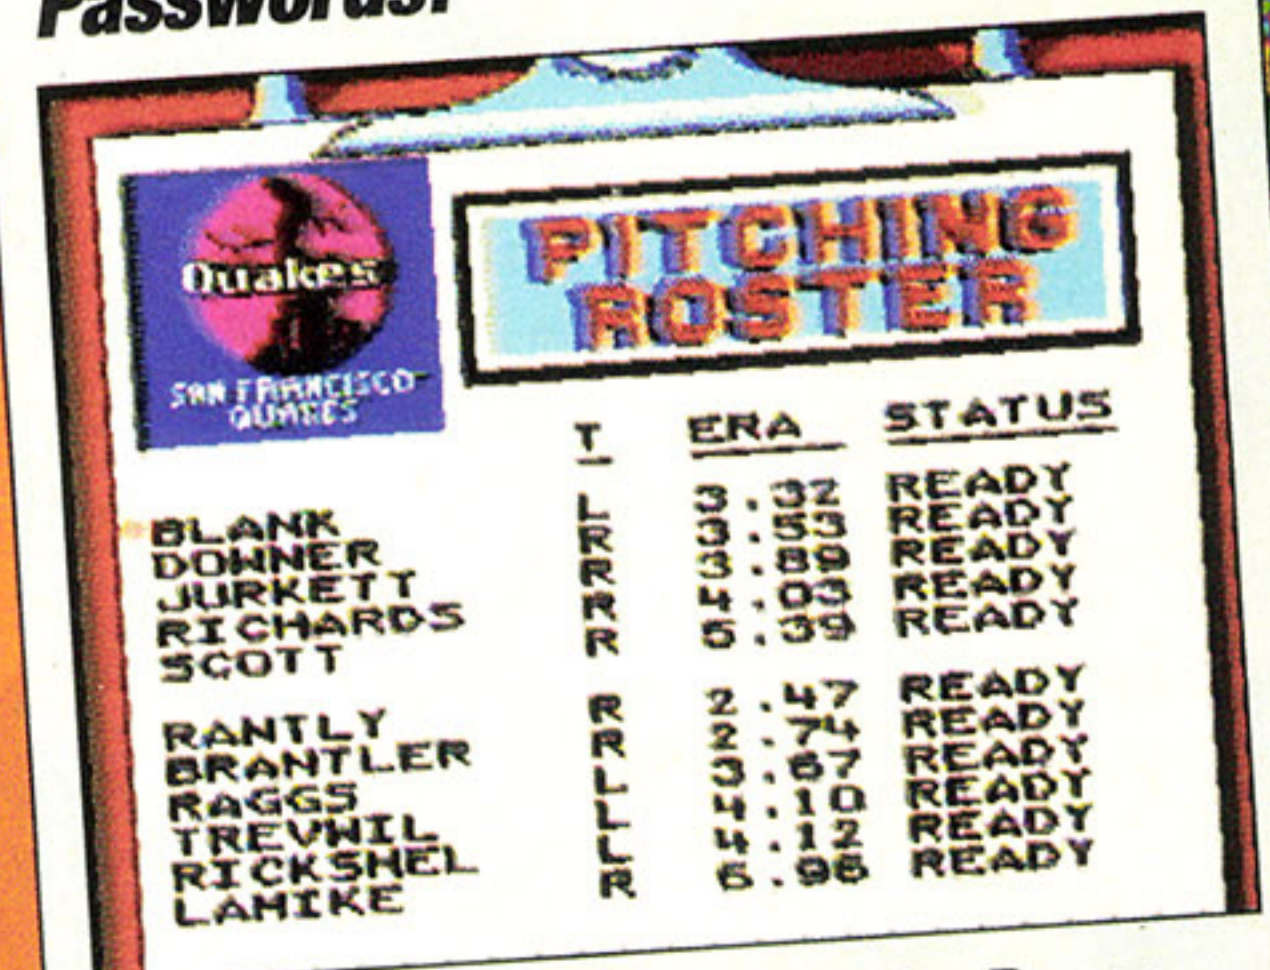 Passwords!
Quakes
SAN FRANCISCO
QUAKES
PITCHING
ROSTER
T ERA STATUS
BLANK L 3.32 READY
DOWNER R 3.53 READY
JURKETT R 3.89 READY
RICHARDS R 4.03 READY
SCOTT R 5.39 READY
RANTLY R 2.47 READY
BRANTLER R 2.74 READY
RAGGS L 3.67 READY
TREVWIL L 4.10 READY
RICKSHEL L 4.12 READY
LAMIKE R 6.96 READY